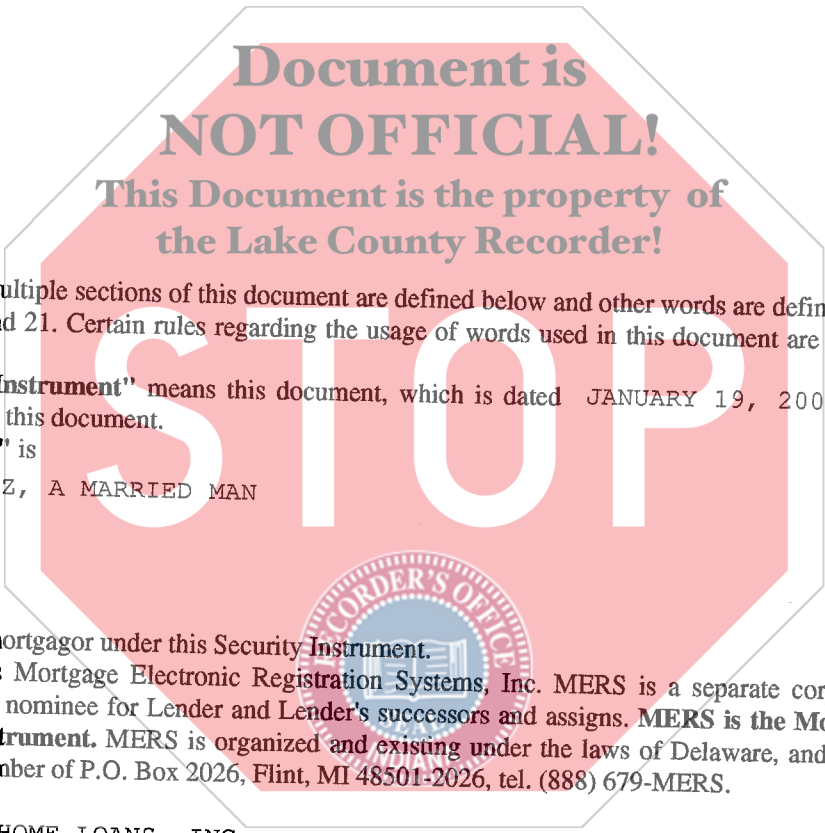 Document is
NOT OFFICIAL!
This Document is the property of
the Lake County Recorder!
ultiple sections of this document are defined below and other words are defin
d 21. Certain rules regarding the usage of words used in this document are
STOP
Instrument" means this document, which is dated JANUARY 19, 200
this document.
" is
Z, A MARRIED MAN
RECORDER'S OFFICE
ortgagor under this Security Instrument.
s Mortgage Electronic Registration Systems, Inc. MERS is a separate cor
nominee for Lender and Lender's successors and assigns. MERS is the Mo
trument. MERS is organized and existing under the laws of Delaware, and
mber of P.O. Box 2026, Flint, MI 48501-2026, tel. (888) 679-MERS.
INDIANA
HOME LOANS, INC